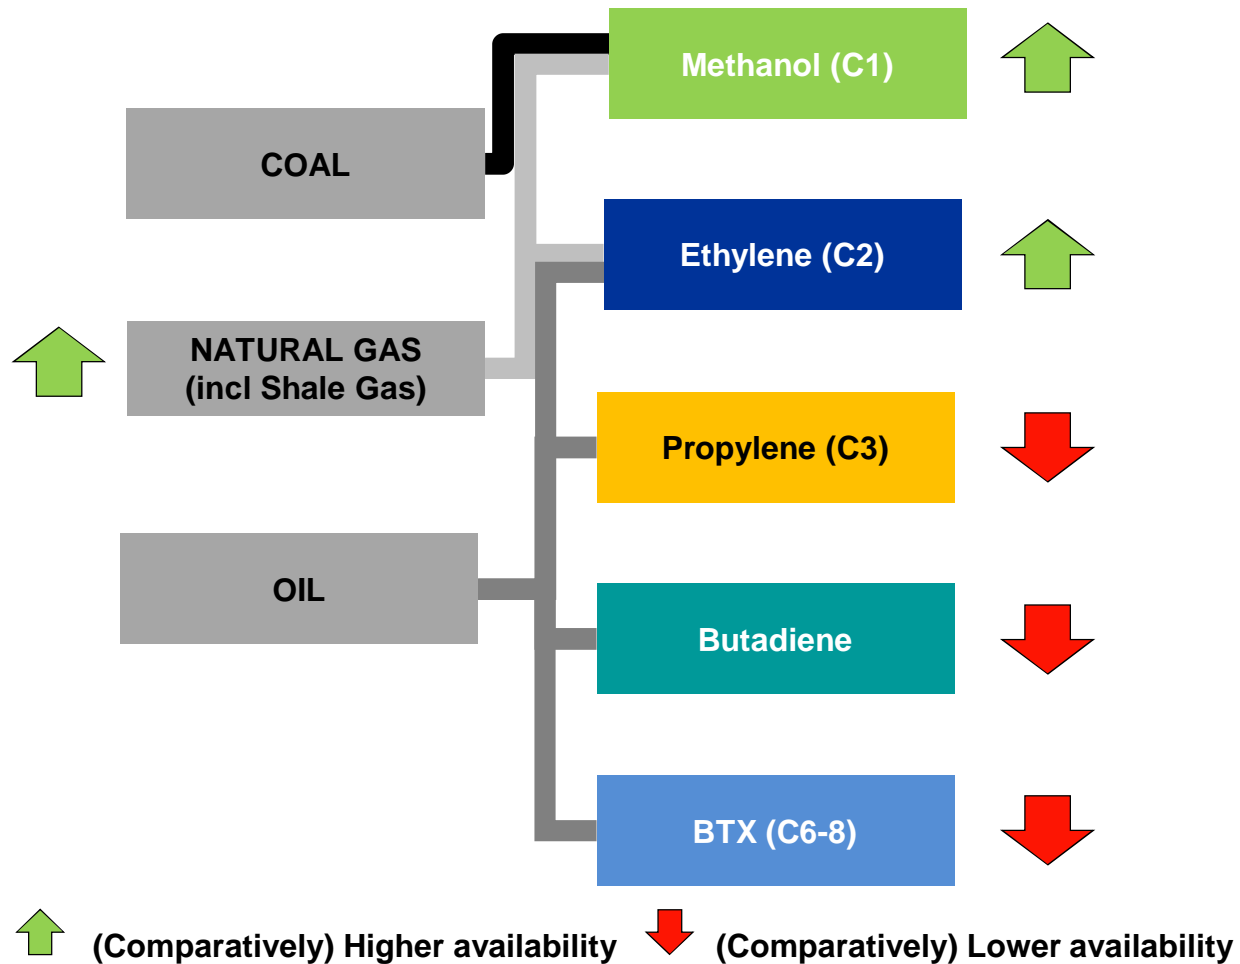 Methanol (C1)
COAL
Ethylene (C2)
NATURAL GAS
(incl Shale Gas)
Propylene (C3)
OIL
Butadiene
BTX (C6-8)
(Comparatively) Higher availability
(Comparatively) Lower availability